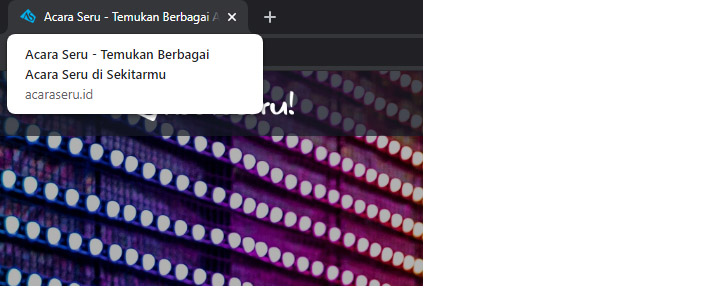 Acara Seru - Temukan Berbagai A
Acara Seru - Temukan Berbagai
Acara Seru di Sekitarmu
acaraseru.id
ru!